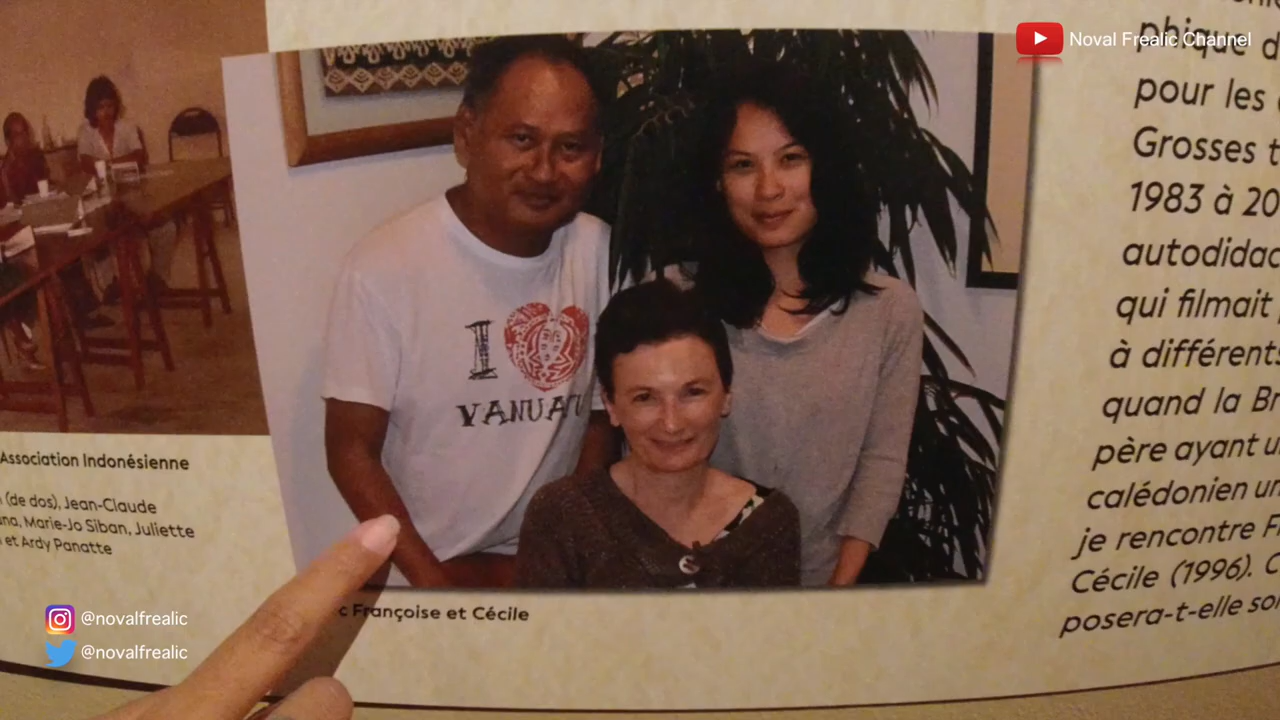 Noval Frealic Channel
phique d
pour les
Grosses t
1983 à 20
autodidac
qui filmait
à différents
quand la Br
père ayant u
calédonien un
je rencontre F
Cécile (1996). C
posera-t-elle so
I
VANUATU
Association Indonésienne
(de dos), Jean-Claude
Marie-Jo Siban, Juliette
et Ardy Panatte
Françoise et Cécile
@novalfrealic
@novalfrealic